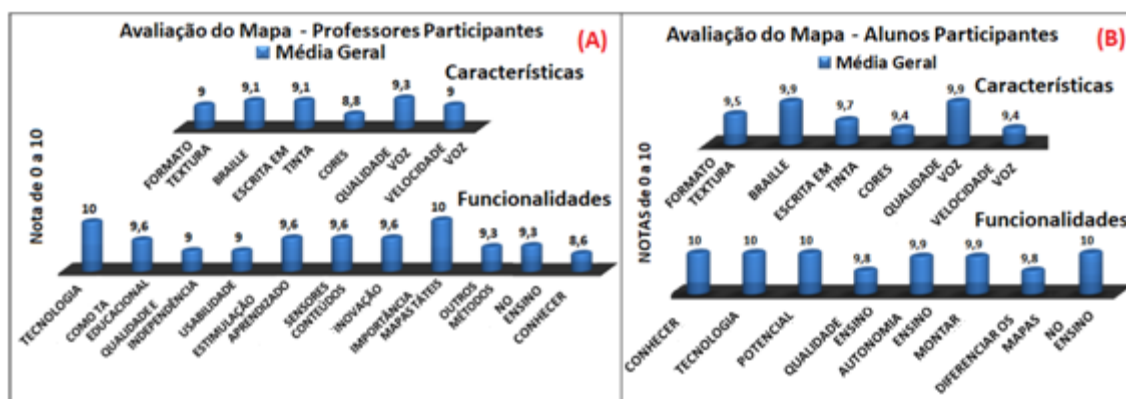 Avaliação do Mapa - Professores Participantes
(A)
Média Geral
Características
9 9,1 9,1 8,8 9,3 9
FORMATO TEXTURA
BRAILLE
ESCRITA EM TINTA
CORES
QUALIDADE VOZ
VELOCIDADE VOZ
Nota de 0 a 10
Funcionalidades
10 9,6 9 9 9,6 9,6 9,6 10 9,3 9,3 8,6
TECNOLOGIA
COMO TA EDUCACIONAL
QUALIDADE E INDEPENDÊNCIA
USABILIDADE
ESTIMULAÇÃO APRENDIZADO
SENSORES CONTEÚDOS
INOVAÇÃO
IMPORTÂNCIA MAPAS TÁTEIS
OUTROS MÉTODOS
NO ENSINO
CONHECER
Avaliação do Mapa - Alunos Participantes
(B)
Média Geral
Características
9,5 9,9 9,7 9,4 9,9 9,4
FORMATO TEXTURA
BRAILLE
ESCRITA EM TINTA
CORES
QUALIDADE VOZ
VELOCIDADE VOZ
NOTAS de 0 a 10
Funcionalidades
10 10 10 9,8 9,9 9,9 9,8 10
CONHECER
TECNOLOGIA
POTENCIAL
QUALIDADE ENSINO
AUTONOMIA ENSINO
MONTAR
DIFERENCIAR OS MAPAS
NO ENSINO